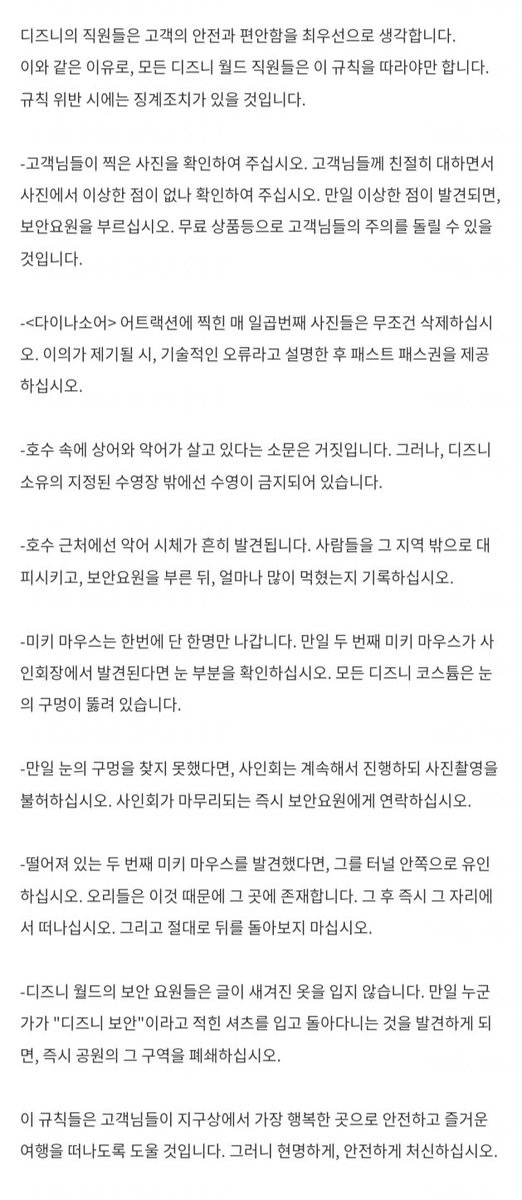 디즈니의 직원들은 고객의 안전과 편안함을 최우선으로 생각합니다.
이와 같은 이유로, 모든 디즈니 월드 직원들은 이 규칙을 따라야만 합니다.
규칙 위반 시에는 징계조치가 있을 것입니다.
-고객님들이 찍은 사진을 확인하여 주십시오. 고객님들께 친절히 대하면서
사진에서 이상한 점이 없나 확인하여 주십시오. 만일 이상한 점이 발견되면,
보안요원을 부르십시오. 무료 상품등으로 고객님들의 주의를 돌릴 수 있을
것입니다.
-<다이나소어> 어트랙션에 찍힌 매 일곱번째 사진들은 무조건 삭제하십시
오. 이의가 제기될 시, 기술적인 오류라고 설명한 후 패스트 패스권을 제공
하십시오.
-호수 속에 상어와 악어가 살고 있다는 소문은 거짓입니다. 그러나, 디즈니
소유의 지정된 수영장 밖에선 수영이 금지되어 있습니다.
-호수 근처에선 악어 시체가 흔히 발견됩니다. 사람들을 그 지역 밖으로 대
피시키고, 보안요원을 부른 뒤, 얼마나 많이 먹혔는지 기록하십시오.
-미키 마우스는 한번에 단 한명만 나갑니다. 만일 두 번째 미키 마우스가 사
인회장에서 발견된다면 눈 부분을 확인하십시오. 모든 디즈니 코스튬은 눈
의 구멍이 뚫려 있습니다.
-만일 눈의 구멍을 찾지 못했다면, 사인회는 계속해서 진행하되 사진촬영을
불허하십시오. 사인회가 마무리되는 즉시 보안요원에게 연락하십시오.
-떨어져 있는 두 번째 미키 마우스를 발견했다면, 그를 터널 안쪽으로 유인
하십시오. 오리들은 이것 때문에 그 곳에 존재합니다. 그 후 즉시 그 자리에
서 떠나십시오. 그리고 절대로 뒤를 돌아보지 마십시오.
-디즈니 월드의 보안 요원들은 글이 새겨진 옷을 입지 않습니다. 만일 누군
가가 "디즈니 보안"이라고 적힌 셔츠를 입고 돌아다니는 것을 발견하게 되
면, 즉시 공원의 그 구역을 폐쇄하십시오.
이 규칙들은 고객님들이 지구상에서 가장 행복한 곳으로 안전하고 즐거운
여행을 떠나도록 도울 것입니다. 그러니 현명하게, 안전하게 처신하십시오.